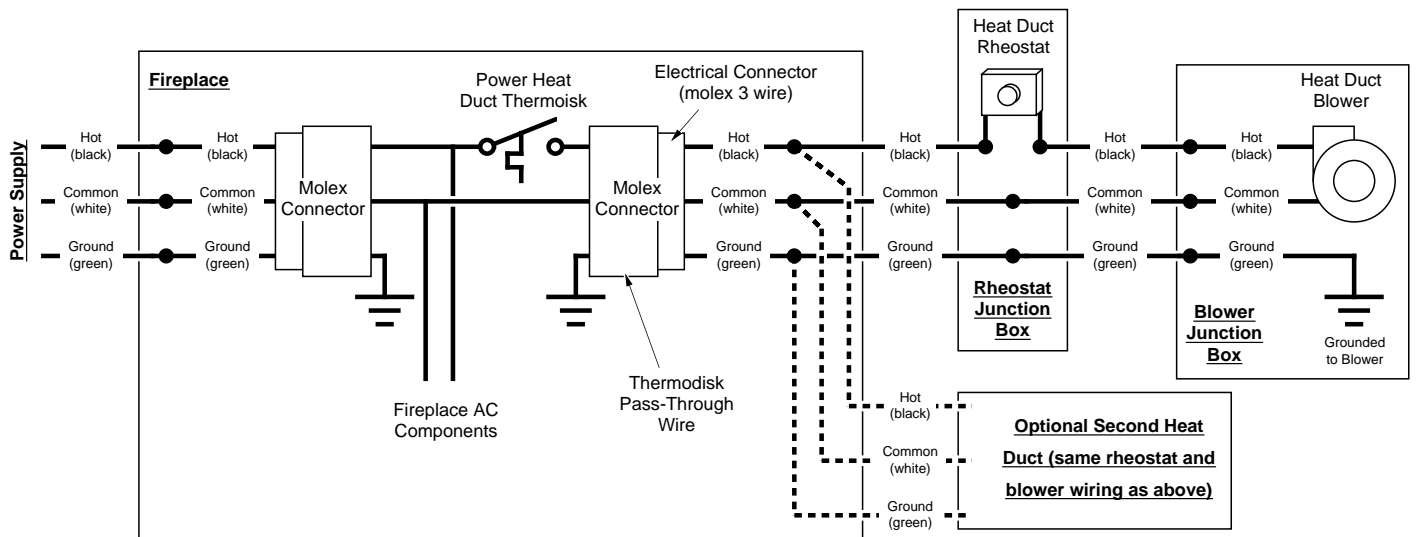 Fireplace
Power Heat
Duct Thermoisk
Electrical Connector
(molex 3 wire)
Heat Duct
Rheostat
Heat Duct
Blower
Power Supply
Hot
(black)
Hot
(black)
Hot
(black)
Hot
(black)
Hot
(black)
Hot
(black)
Common
(white)
Common
(white)
Molex
Connector
Molex
Connector
Common
(white)
Common
(white)
Common
(white)
Common
(white)
Ground
(green)
Ground
(green)
Ground
(green)
Ground
(green)
Ground
(green)
Ground
(green)
Rheostat
Junction
Box
Blower
Junction
Box
Grounded
to Blower
Fireplace AC
Components
Thermodisk
Pass-Through
Wire
Hot
(black)
Common
(white)
Ground
(green)
Optional Second Heat
Duct (same rheostat and
blower wiring as above)